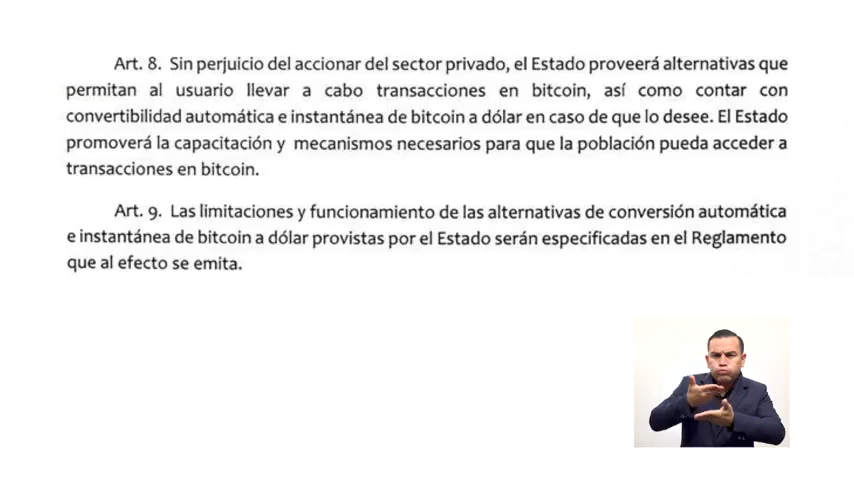 Art. 8. Sin perjuicio del accionar del sector privado, el Estado proveerá alternativas que
permitan al usuario llevar a cabo transacciones en bitcoin, así como contar con
convertibilidad automática e instantánea de bitcoin a dólar en caso de que lo desee. El Estado
promoverá la capacitación y mecanismos necesarios para que la población pueda acceder a
transacciones en bitcoin.
Art. 9. Las limitaciones y funcionamiento de las alternativas de conversión automática
e instantánea de bitcoin a dólar provistas por el Estado serán especificadas en el Reglamento
que al efecto se emita.